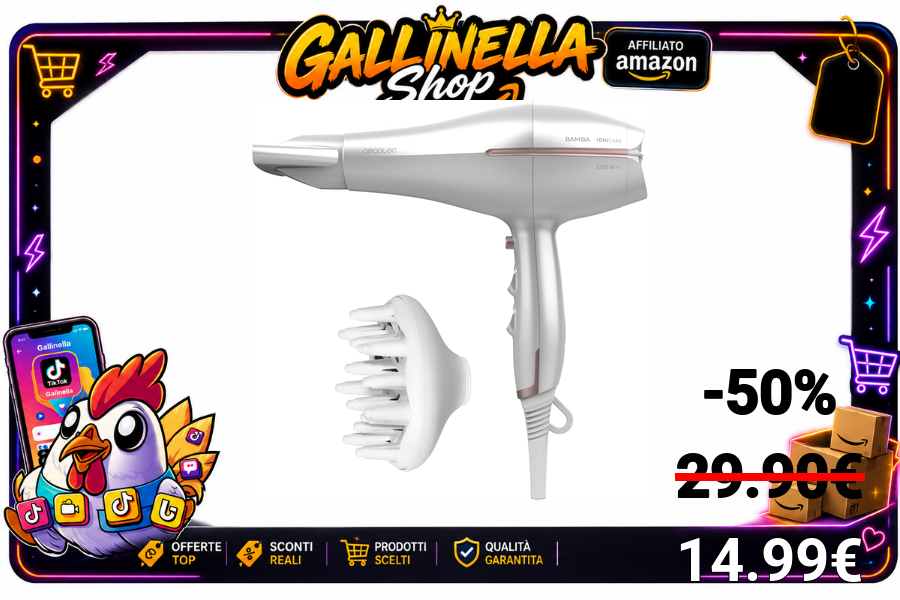 GALLINELLA
Shop
AFFILIATO
amazon
cecotec
BAMBA IONICARE
Gallinella
TikTok
Gallinella
-50%
29.90€
14.99€
OFFERTE
TOP
SCONTI
REALI
PRODOTTI
SCELTI
QUALITÀ
GARANTITA